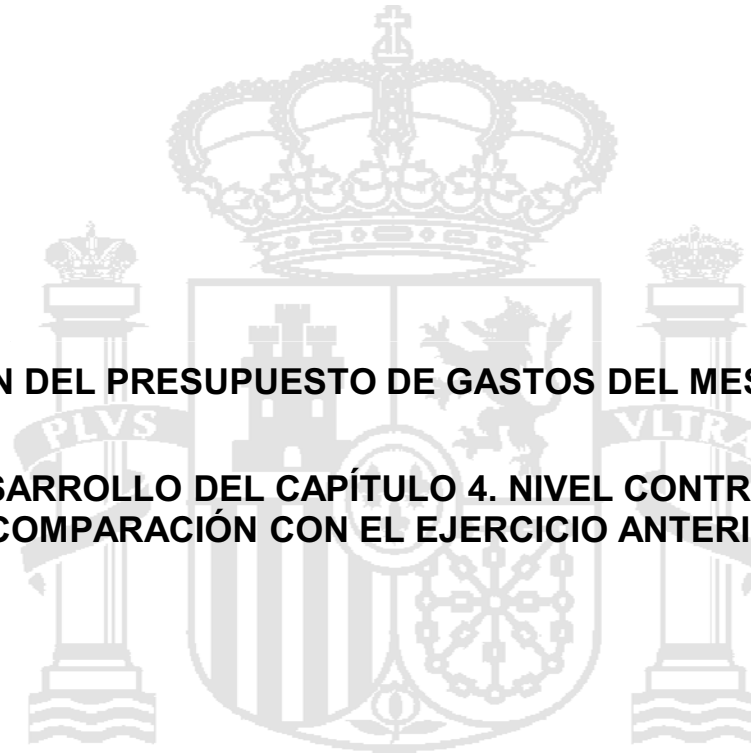 N DEL PRESUPUESTO DE GASTOS DEL MES
PLVS VLTRA
SARROLLO DEL CAPÍTULO 4. NIVEL CONTR
COMPARACIÓN CON EL EJERCICIO ANTERI